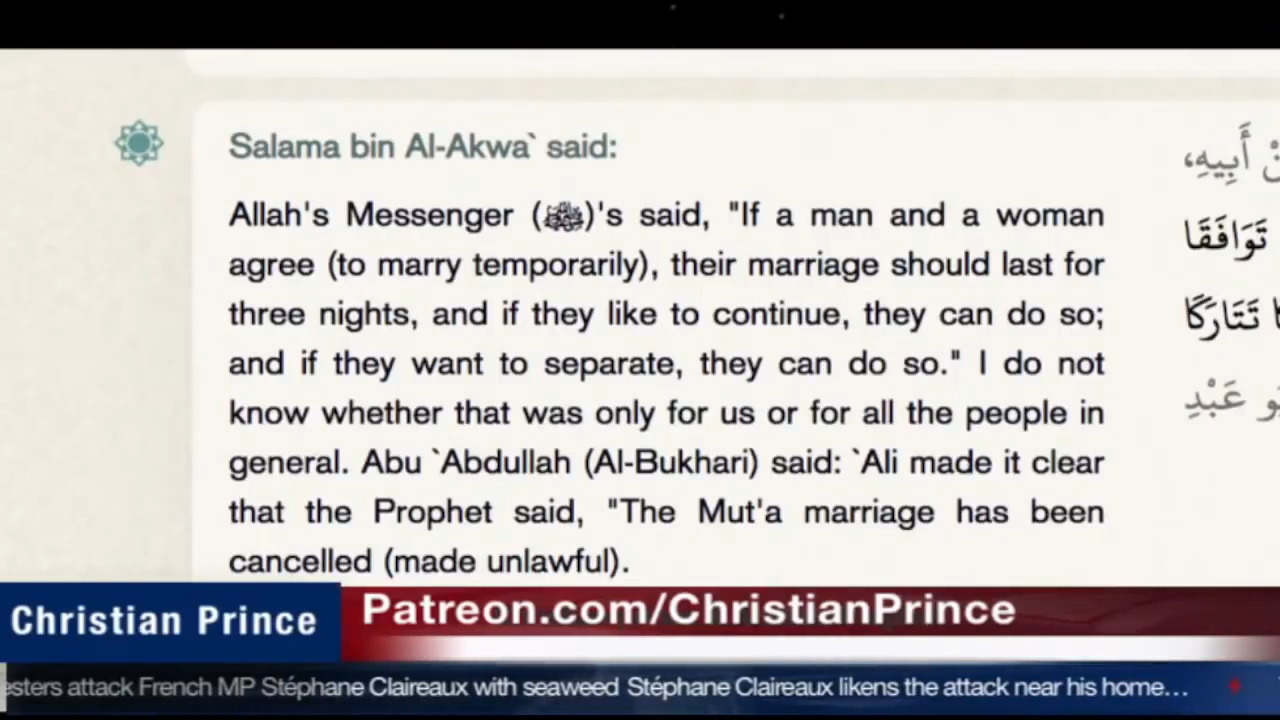 Salama bin Al-Akwa` said:
Allah's Messenger (ﷺ)'s said, "If a man and a woman
agree (to marry temporarily), their marriage should last for
three nights, and if they like to continue, they can do so;
and if they want to separate, they can do so." I do not
know whether that was only for us or for all the people in
general. Abu `Abdullah (Al-Bukhari) said: `Ali made it clear
that the Prophet said, "The Mut'a marriage has been
cancelled (made unlawful).
أَبِيهِ،
تَوَافَقَا
تَتَارَكَا
عَبْدِ
Christian Prince
Patreon.com/ChristianPrince
esters attack French MP Stéphane Claireaux with seaweed Stéphane Claireaux likens the attack near his home...